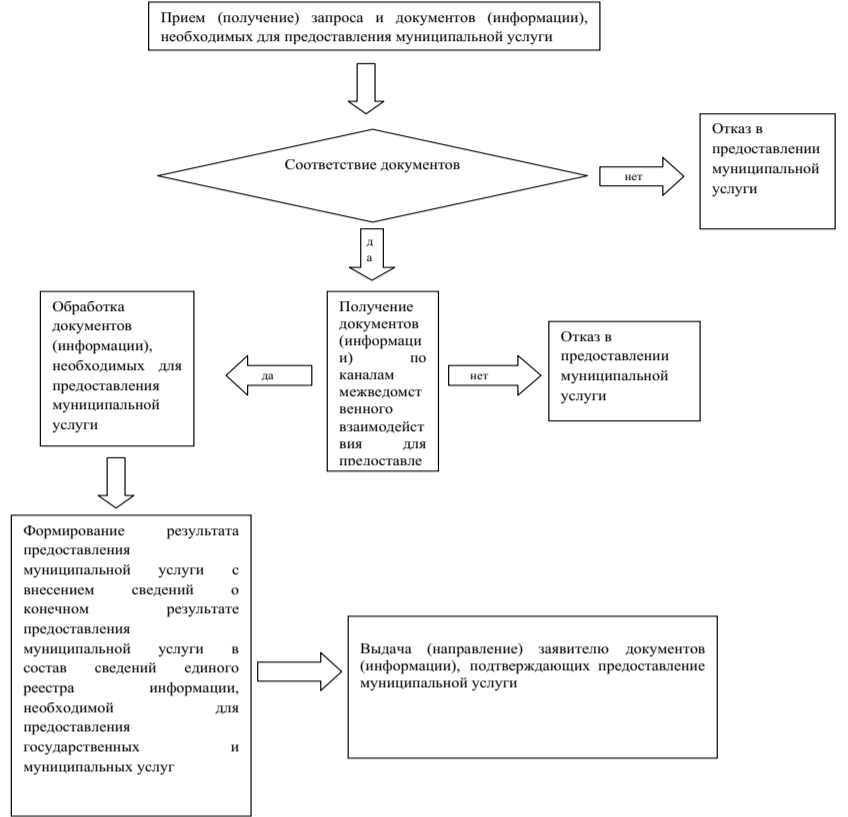 Прием (получение) запроса и документов (информации),
необходимых для предоставления муниципальной услуги
Соответствие документов
нет
Отказ в
предоставлении
муниципальной
услуги
д
а
Обработка
документов
(информации),
необходимых для
предоставления
муниципальной
услуги
да
Получение
документов
(информаци
и) по
каналам
межведомст
венного
взаимодейст
вия для
предоставле
нет
Отказ в
предоставлении
муниципальной
услуги
Формирование результата
предоставления
муниципальной услуги с
внесением сведений о
конечном результате
предоставления
муниципальной услуги в
состав сведений единого
реестра информации,
необходимой для
предоставления
государственных и
муниципальных услуг
Выдача (направление) заявителю документов
(информации), подтверждающих предоставление
муниципальной услуги